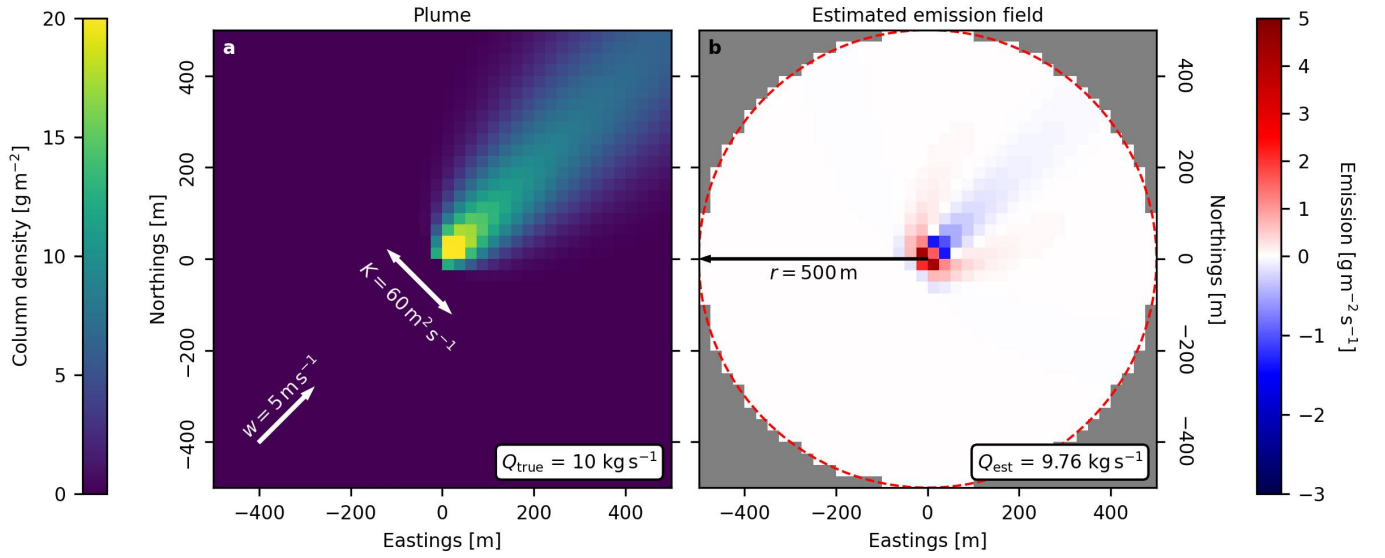 Plume
Estimated emission field
Column density [g m⁻²]
20
15
10
5
0
Northings [m]
400
200
0
−200
−400
a
K = 60 m² s⁻¹
w = 5 m s⁻¹
Q_true = 10 kg s⁻¹
−400
−200
0
200
400
Eastings [m]
b
r = 500 m
Q_est = 9.76 kg s⁻¹
400
200
0
−200
−400
Northings [m]
−400
−200
0
200
400
Eastings [m]
5
4
3
2
1
0
−1
−2
−3
Emission [g m⁻² s⁻¹]